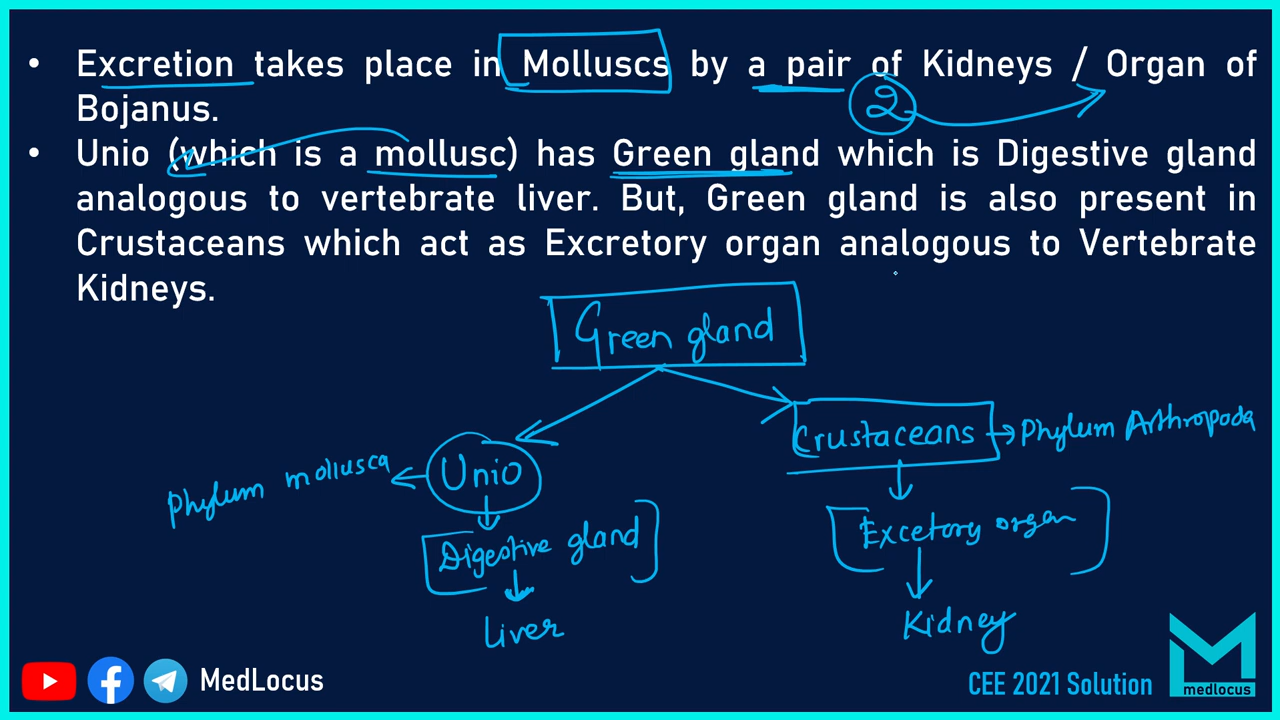 • Excretion takes place in Molluscs by a pair of Kidneys / Organ of
Bojanus.
2
• Unio (which is a mollusc) has Green gland which is Digestive gland
analogous to vertebrate liver. But, Green gland is also present in
Crustaceans which act as Excretory organ analogous to Vertebrate
Kidneys.
Green gland
Phylum mollusca ← Unio
Crustaceans → Phylum Arthropoda
Digestive gland
Excetory organ
Liver
Kidney
MedLocus
CEE 2021 Solution
medlocus